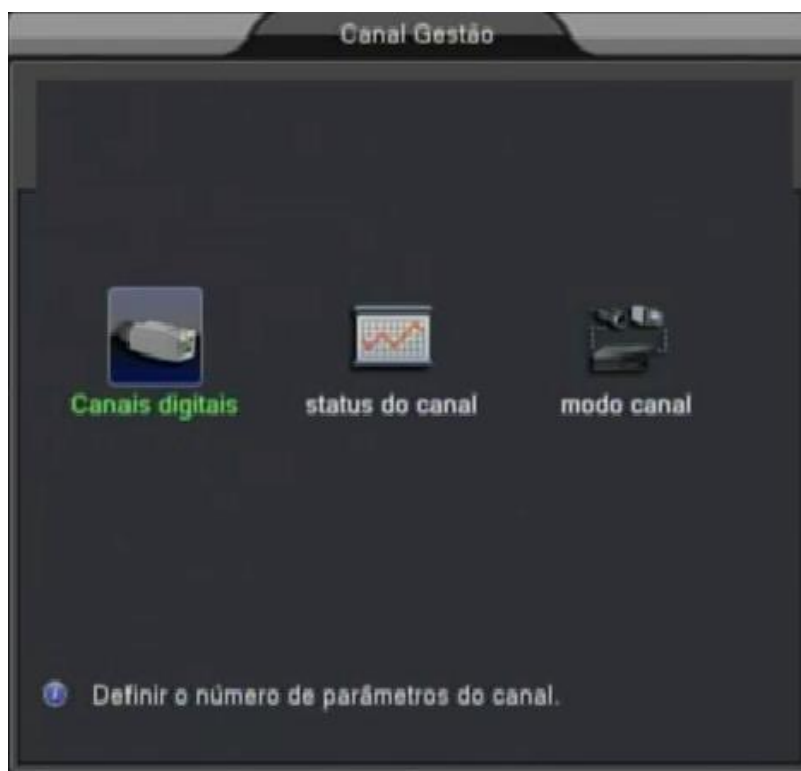 Canal Gestão
Canais digitais
status do canal
modo canal
Definir o número de parâmetros do canal.